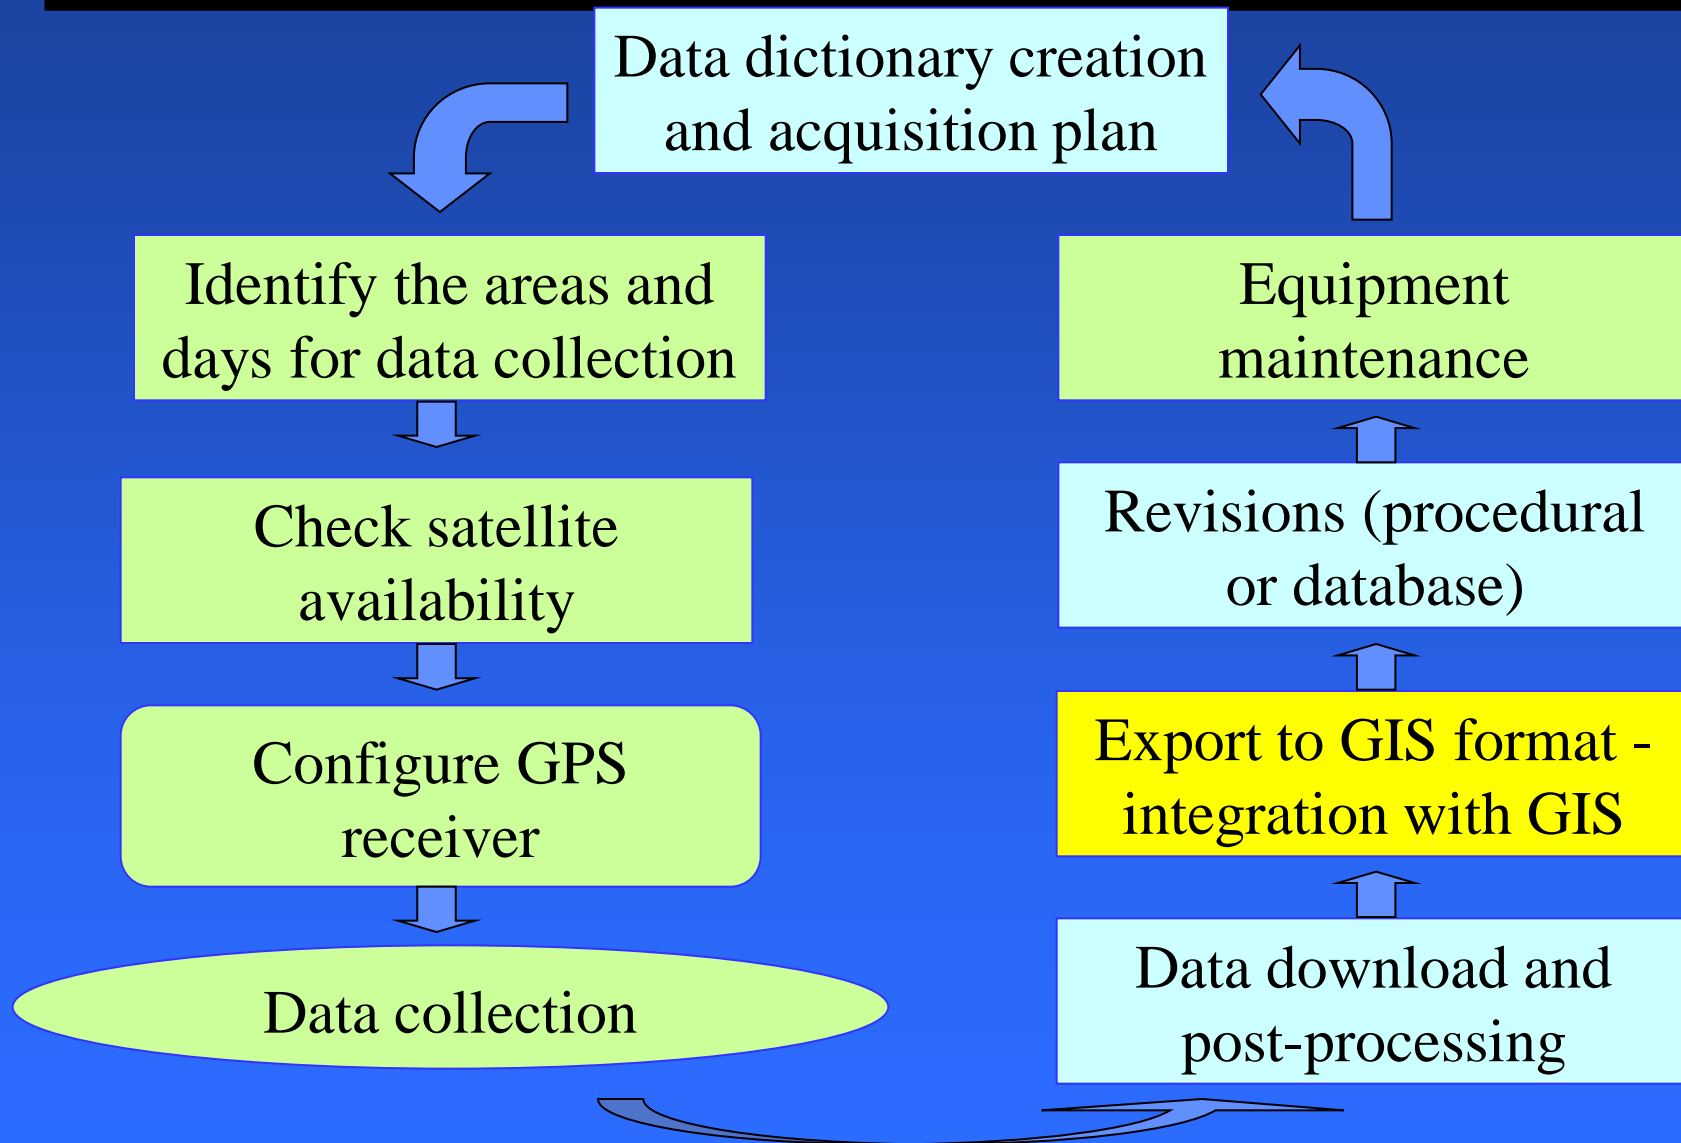 Data dictionary creation
and acquisition plan
Identify the areas and
days for data collection
Check satellite
availability
Configure GPS
receiver
Data collection
Equipment
maintenance
Revisions (procedural
or database)
Export to GIS format -
integration with GIS
Data download and
post-processing